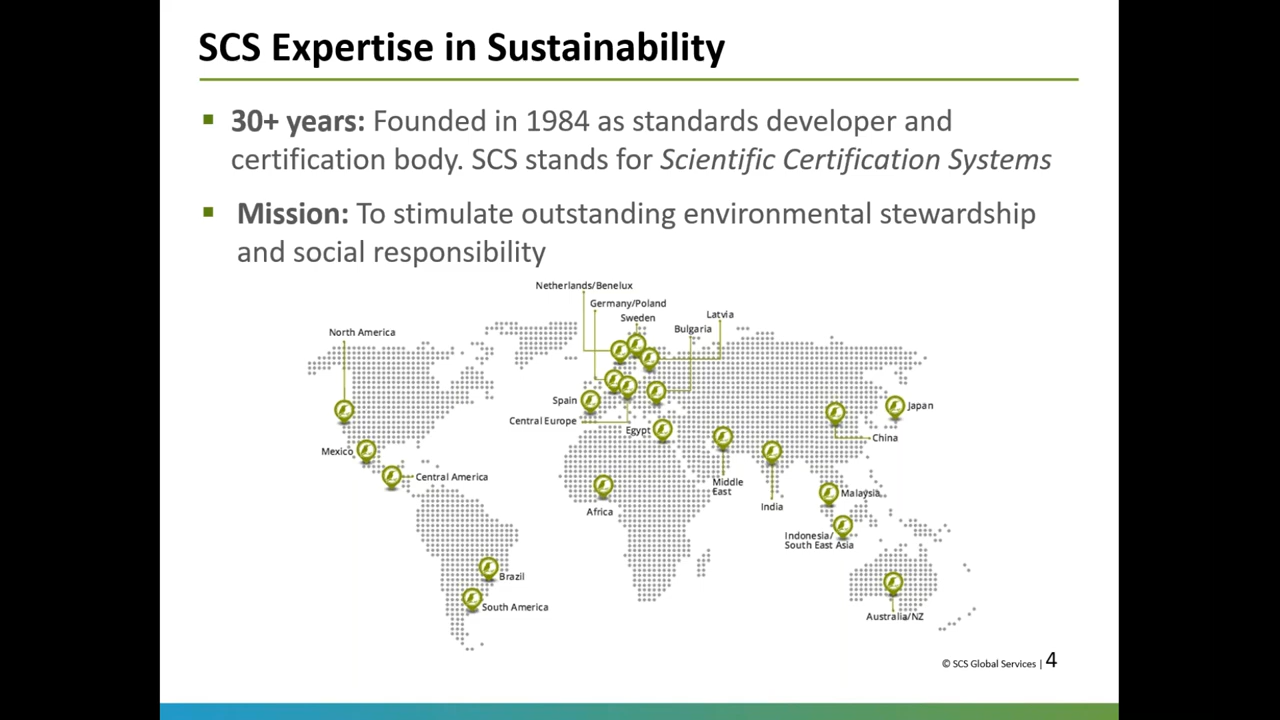 SCS Expertise in Sustainability
30+ years: Founded in 1984 as standards developer and
certification body. SCS stands for Scientific Certification Systems
Mission: To stimulate outstanding environmental stewardship
and social responsibility
Netherlands/Benelux
Germany/Poland
Sweden
Latvia
Bulgaria
North America
Spain
Central Europe
Egypt
Japan
China
Mexico
Central America
Middle
East
India
Malaysia
Africa
Indonesia/
South East Asia
Brazil
South America
Australia/NZ
© SCS Global Services | 4